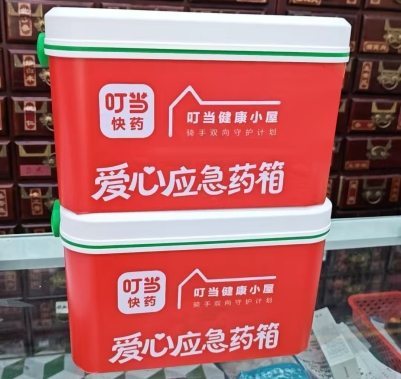 叮当
快药
叮当健康小屋
骑手双向守护计划
爱心应急药箱
叮当
快药
叮当健康小屋
骑手双向守护计划
爱心应急药箱